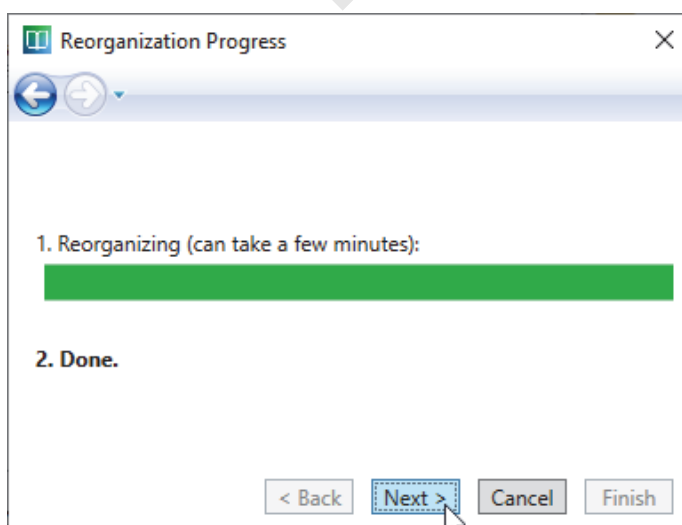 Reorganization Progress
1. Reorganizing (can take a few minutes):
2. Done.
< Back Next > Cancel Finish